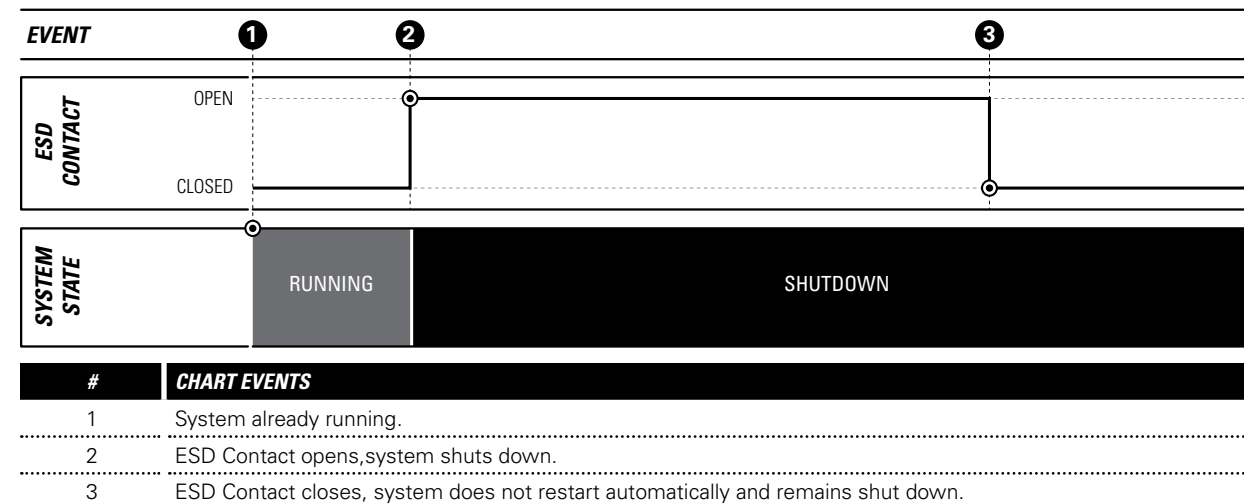 EVENT 1 2 3
ESD
CONTACT
OPEN
CLOSED
SYSTEM
STATE
RUNNING SHUTDOWN
# CHART EVENTS
1 System already running.
2 ESD Contact opens,system shuts down.
3 ESD Contact closes, system does not restart automatically and remains shut down.